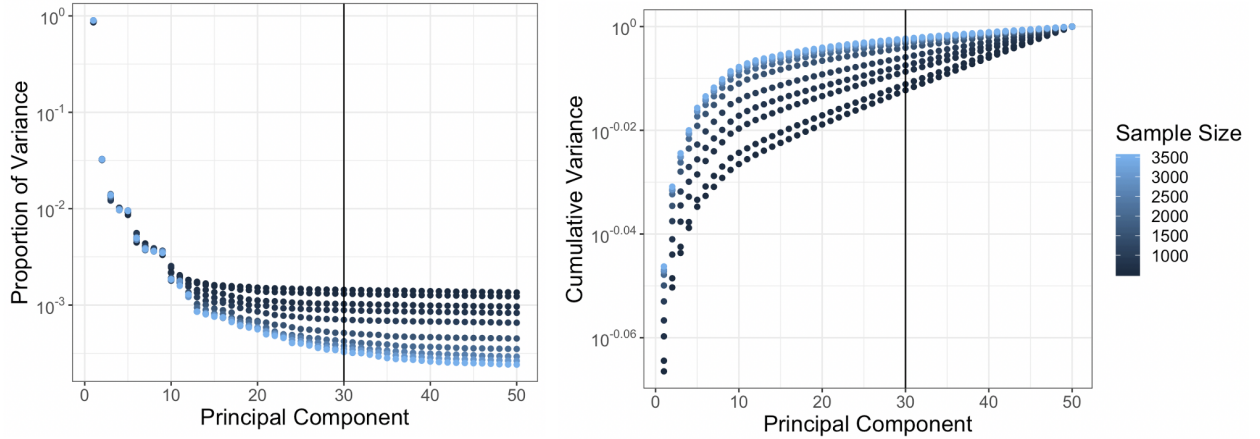 Proportion of Variance
10^0
10^-1
10^-2
10^-3
0 10 20 30 40 50
Principal Component
Cumulative Variance
10^0
10^-0.02
10^-0.04
10^-0.06
0 10 20 30 40 50
Principal Component
Sample Size
3500
3000
2500
2000
1500
1000